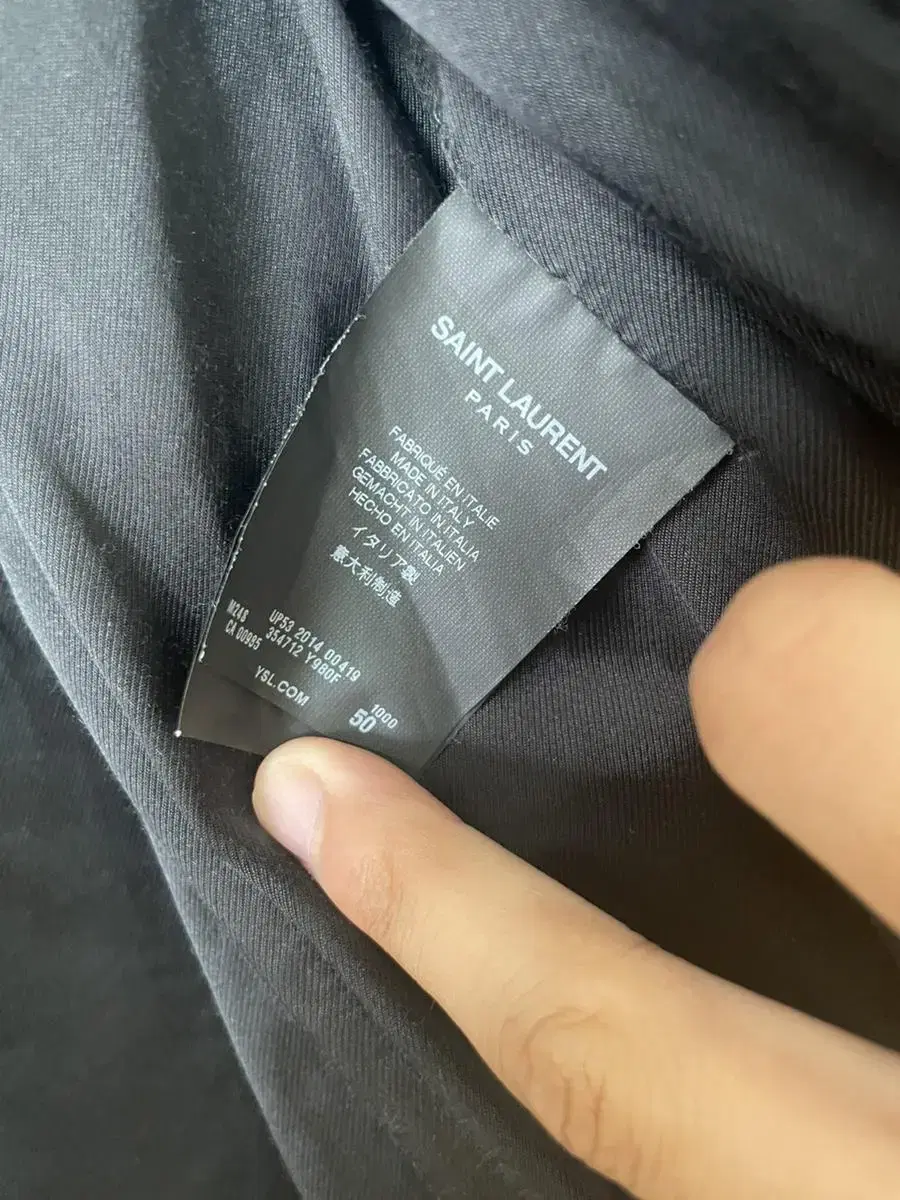 SAINT LAURENT
PARIS
FABRIQUÉ EN ITALIE
MADE IN ITALY
FABBRICATO IN ITALIA
GEMACHT IN ITALIEN
HECHO EN ITALIA
イタリア製
意大利制造
M24S UP53 2014 00419
CA 00985 354712 Y980F
YSL.COM 50 1000